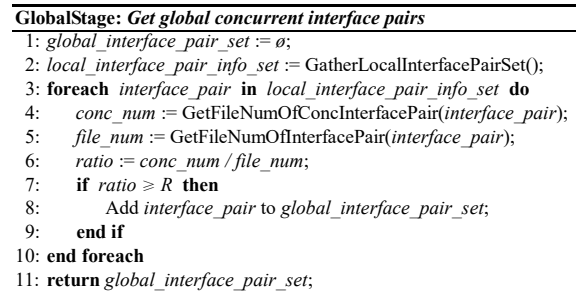 GlobalStage: Get global concurrent interface pairs
1: global_interface_pair_set := ø;
2: local_interface_pair_info_set := GatherLocalInterfacePairSet();
3: foreach interface_pair in local_interface_pair_info_set do
4: conc_num := GetFileNumOfConcInterfacePair(interface_pair);
5: file_num := GetFileNumOfInterfacePair(interface_pair);
6: ratio := conc_num / file_num;
7: if ratio ⩾ R then
8: Add interface_pair to global_interface_pair_set;
9: end if
10: end foreach
11: return global_interface_pair_set;